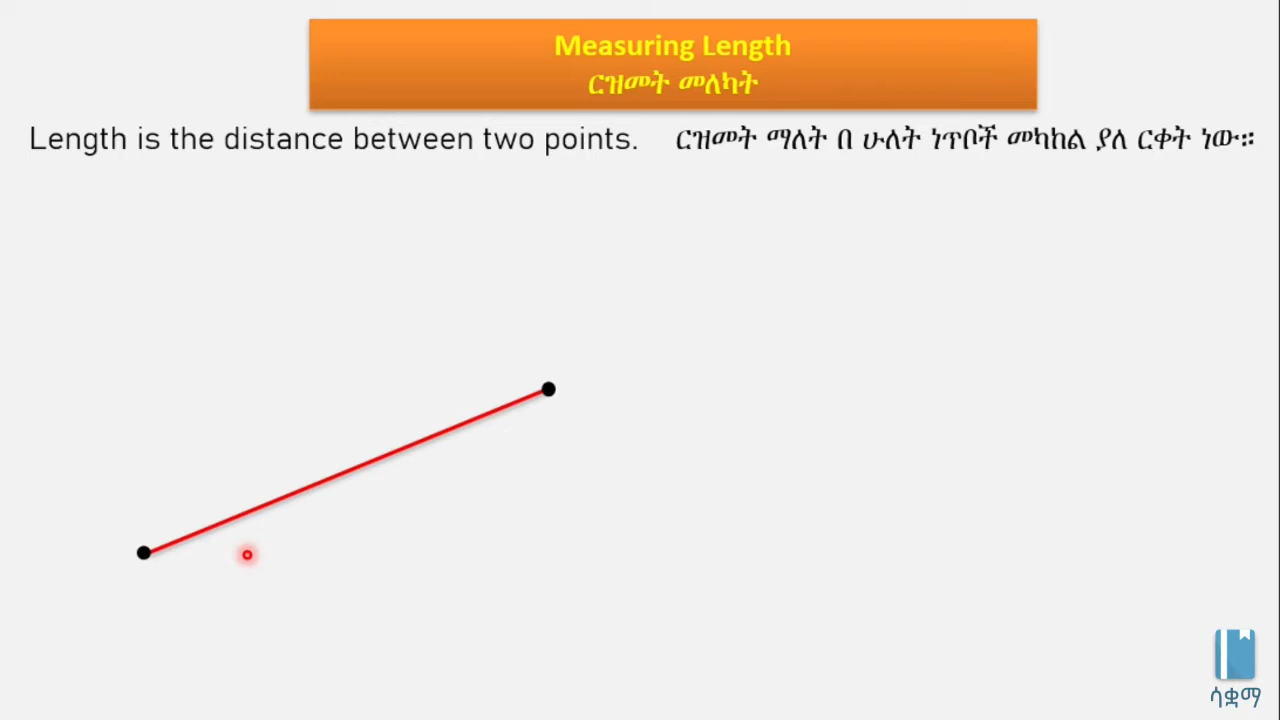 Measuring Length
ርዝመት መለካት
Length is the distance between two points. ርዝመት ማለት በ ሁለት ነጥቦች መካከል ያለ ርቀት ነው።
ሳቋማ